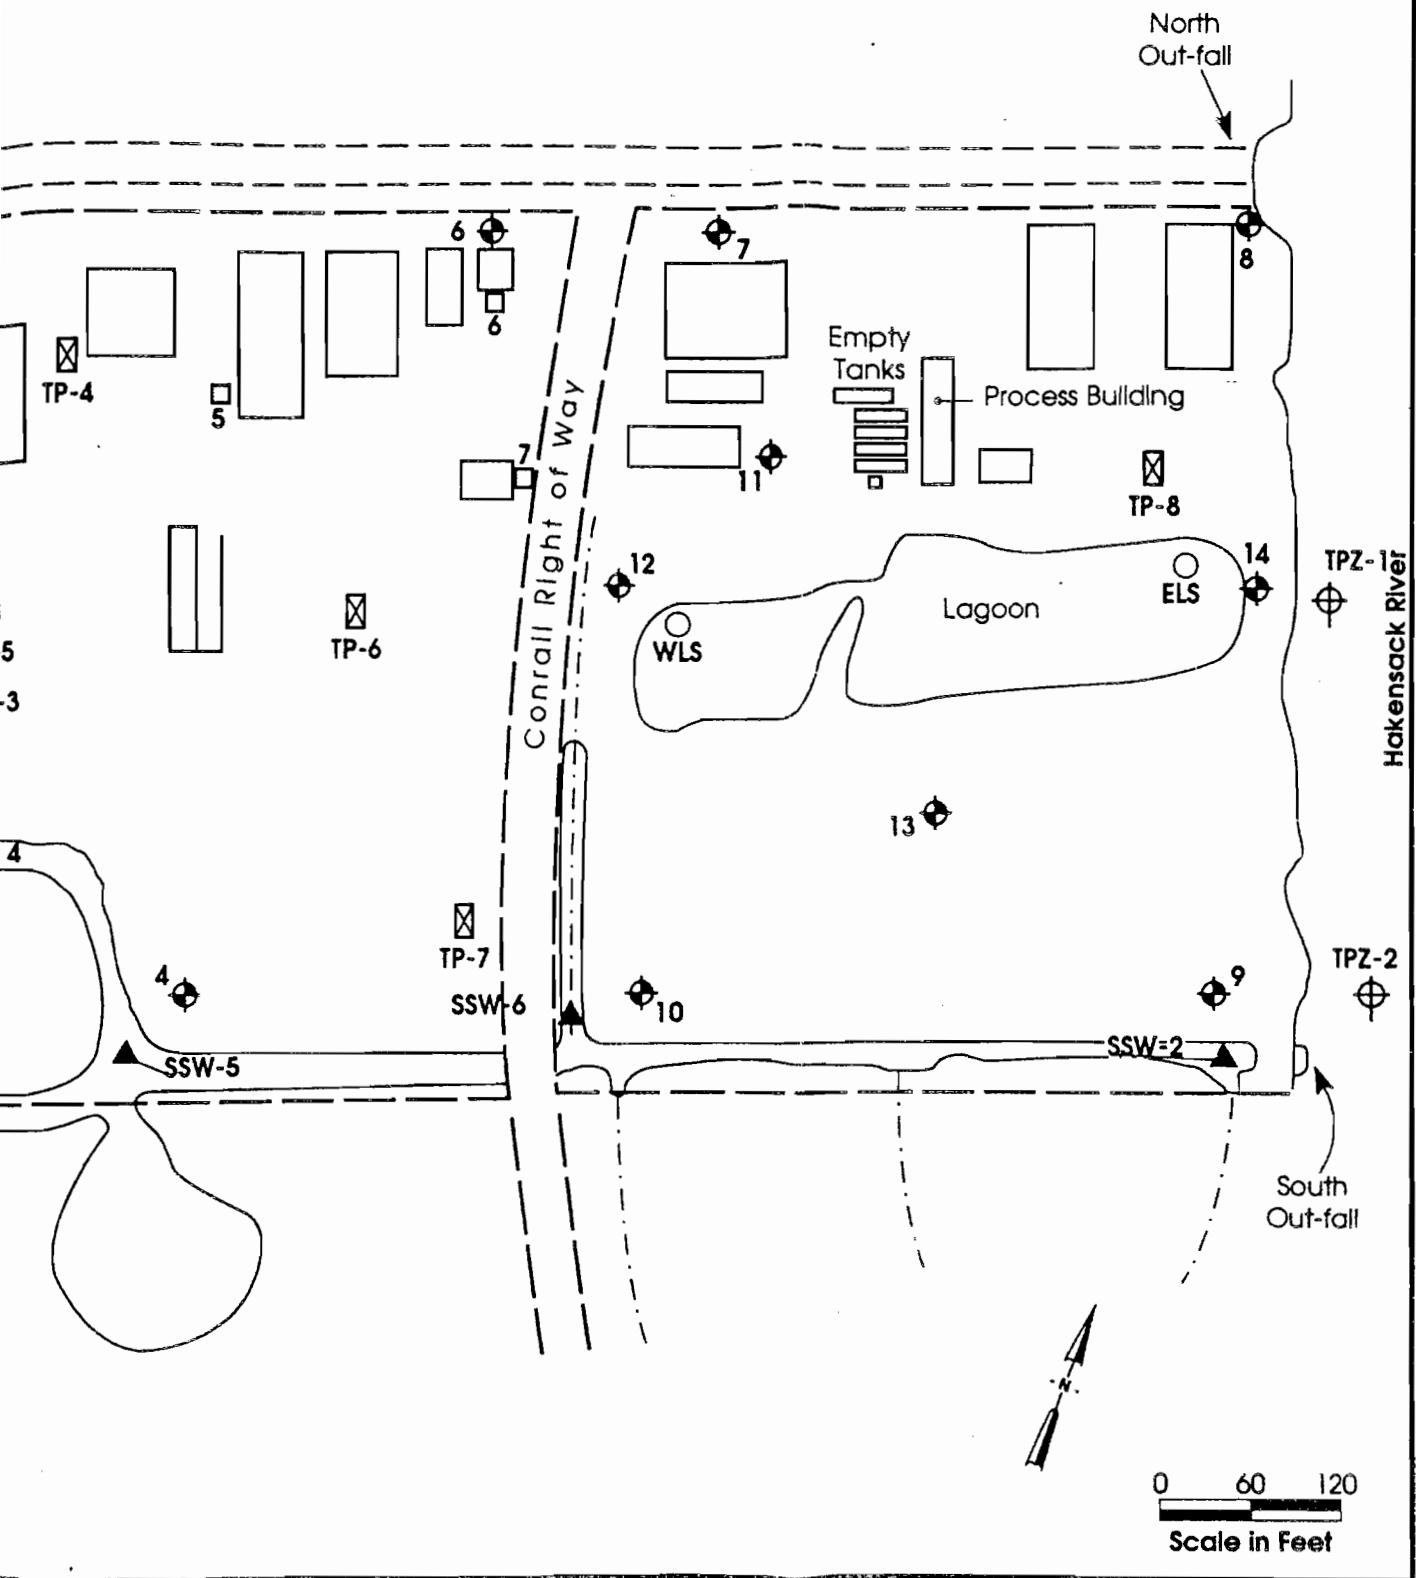 North
Out-fall
6
7
8
6
Empty
Tanks
TP-4
5
Process Building
7
11
TP-8
Conrail Right of Way
12
14
TPZ-1
ELS
Lagoon
Hakensack River
WLS
TP-6
-5
-3
13
4
TP-7
4
SSW-6
10
9
TPZ-2
SSW=2
SSW-5
South
Out-fall
N
0 60 120
Scale in Feet